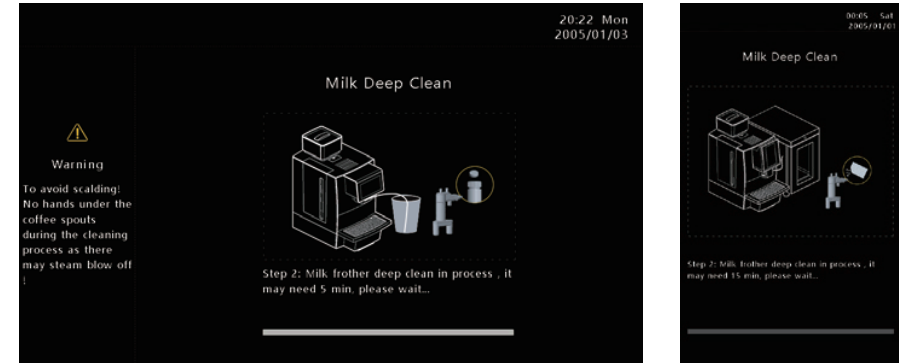 20:22 Mon
2005/01/03
Milk Deep Clean
Warning
To avoid scalding!
No hands under the
coffee spouts
during the cleaning
process as there
may steam blow off
!
Step 2: Milk frother deep clean in process , it
may need 5 min, please wait...
00:05 Sat
2005/01/01
Milk Deep Clean
Step 2: Milk frother deep clean in process , it
may need 15 min, please wait...